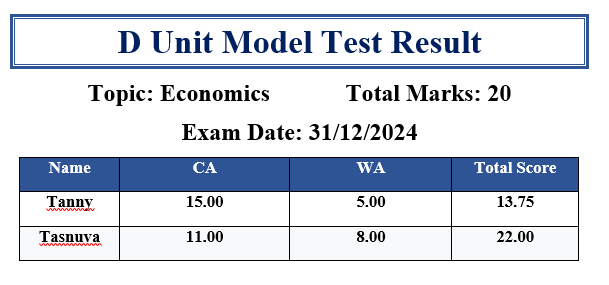 D Unit Model Test Result
Topic: Economics Total Marks: 20
Exam Date: 31/12/2024
Name CA WA Total Score
Tanny 15.00 5.00 13.75
Tasnuva 11.00 8.00 22.00